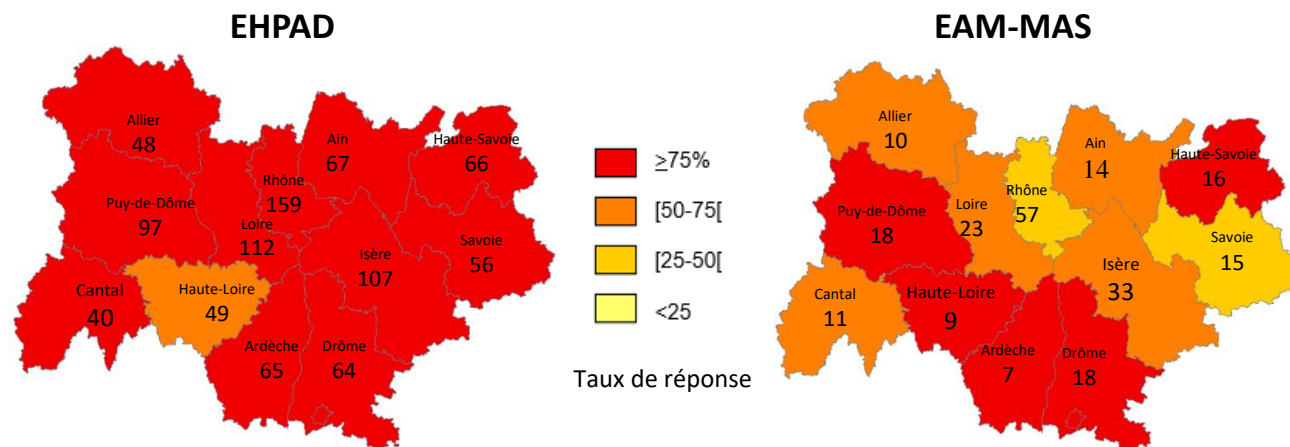 EHPAD
Allier
48
Ain
67
Haute-Savoie
66
Rhône
159
Puy-de-Dôme
97
Loire
112
Isère
107
Savoie
56
Cantal
40
Haute-Loire
49
Ardèche
65
Drôme
64
≥75%
[50-75[
[25-50[
<25
Taux de réponse
EAM-MAS
Allier
10
Ain
14
Haute-Savoie
16
Rhône
57
Puy-de-Dôme
18
Loire
23
Savoie
15
Isère
33
Cantal
11
Haute-Loire
9
Ardèche
7
Drôme
18